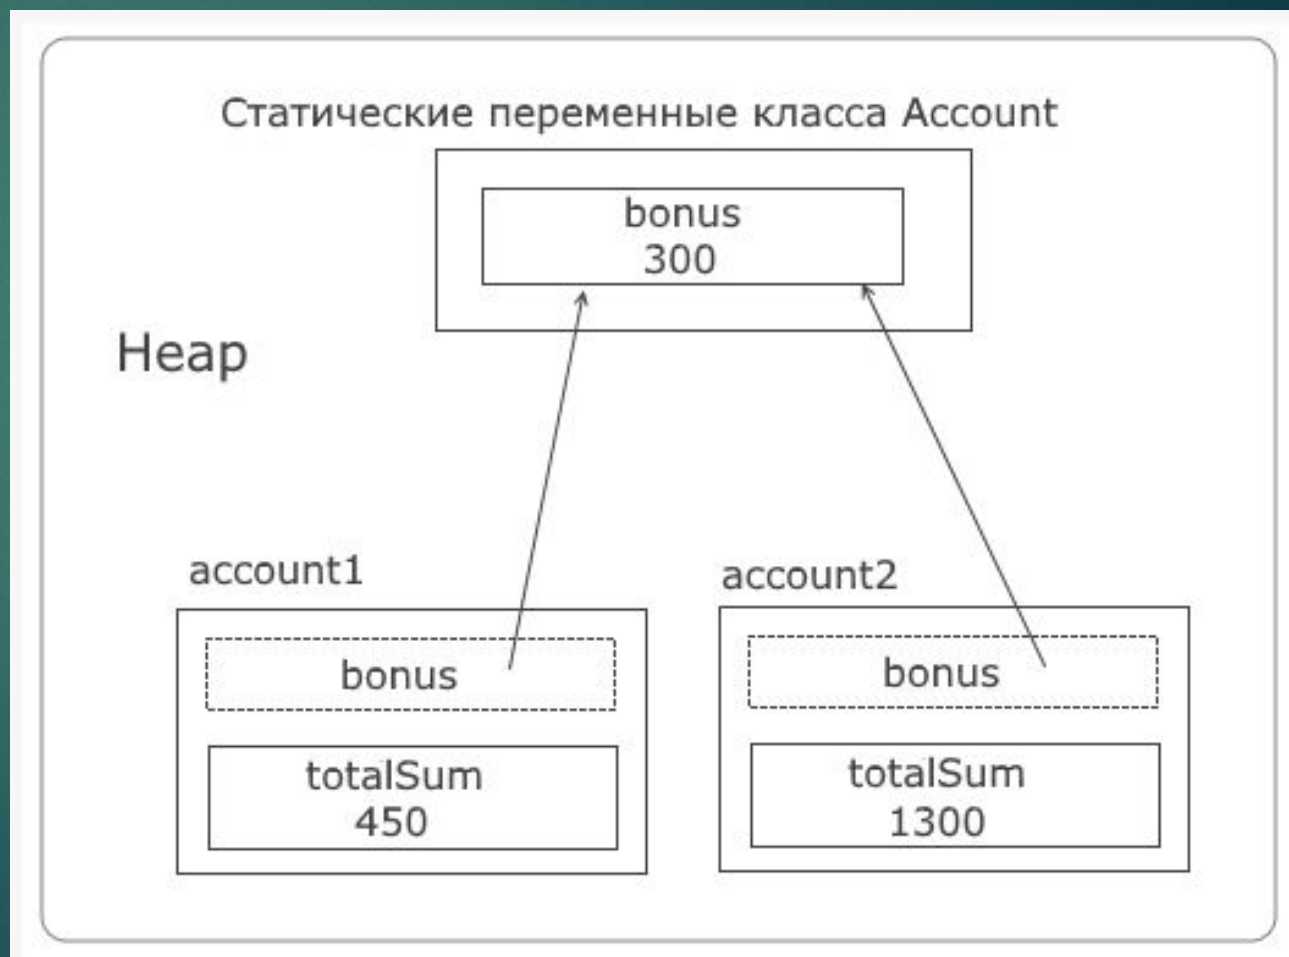 Статические переменные класса Account
bonus
300
Heap
account1
bonus
totalSum
450
account2
bonus
totalSum
1300